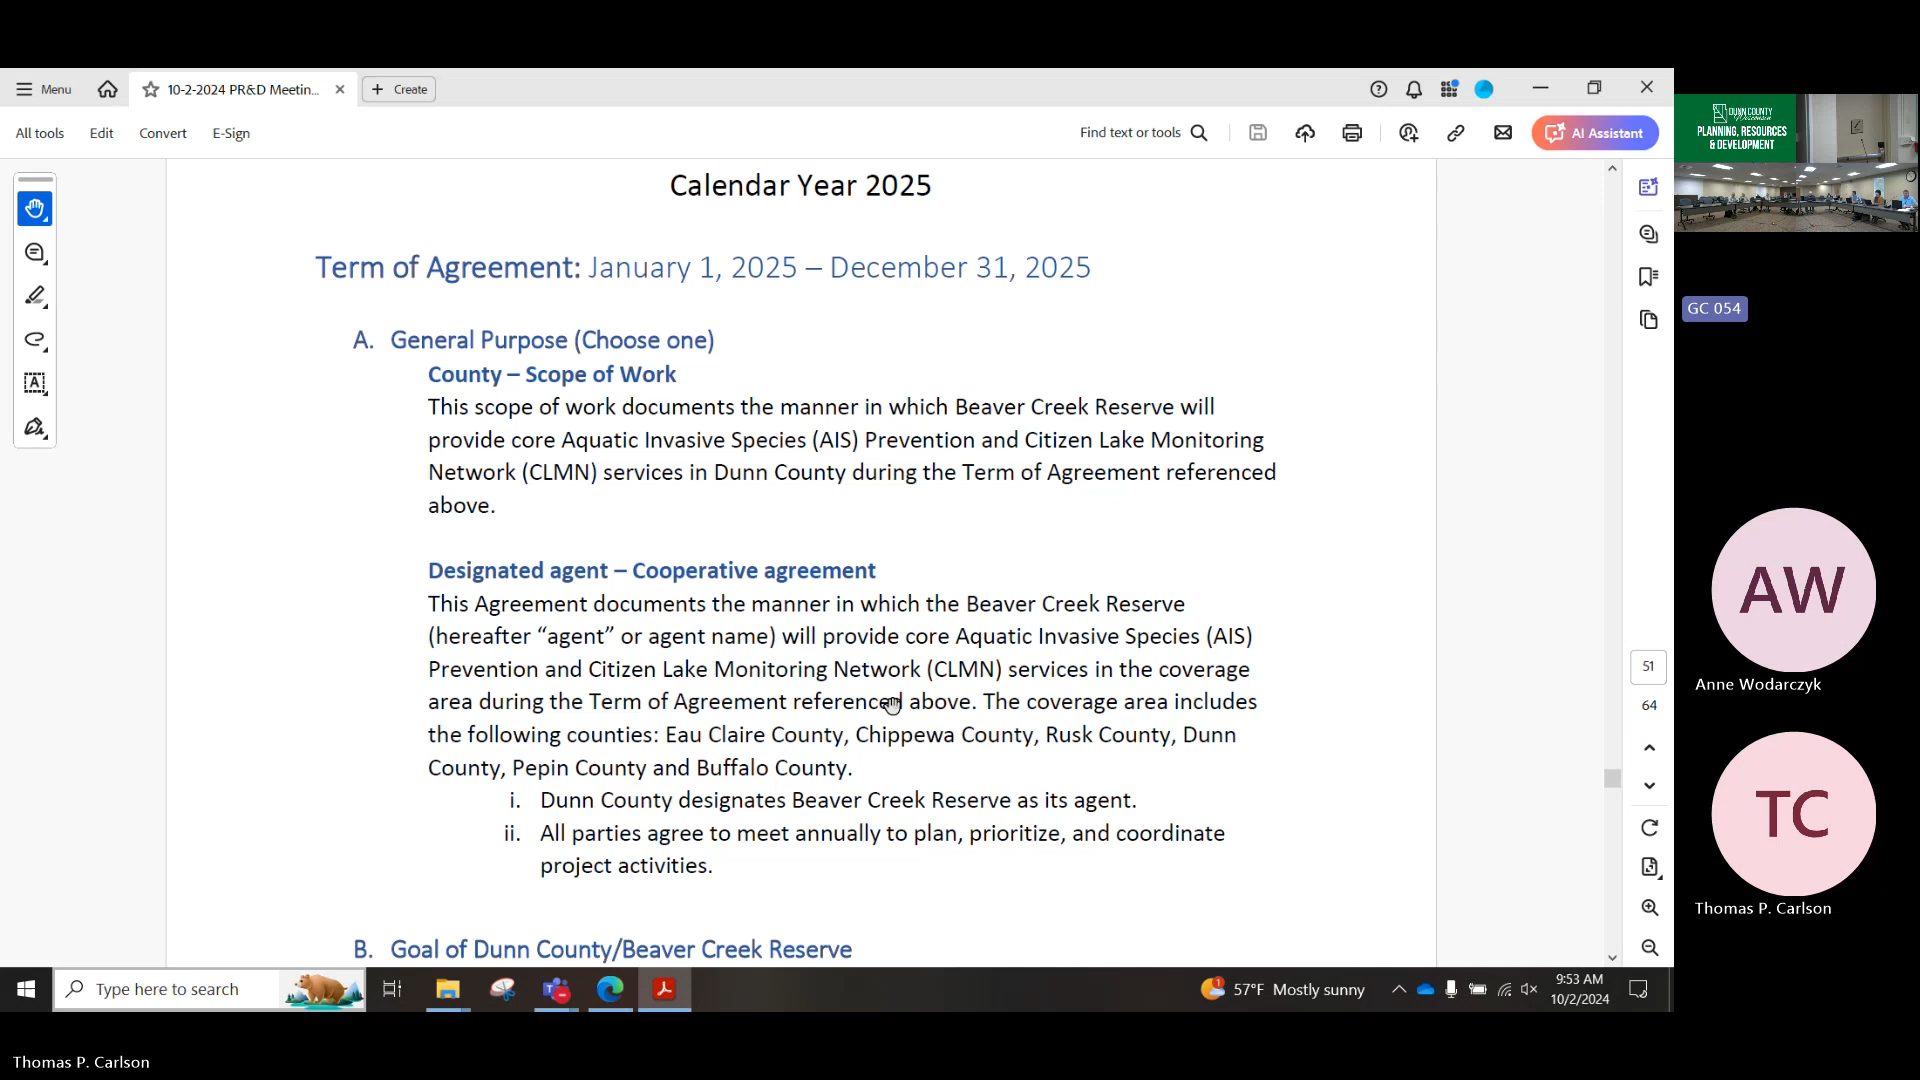 Menu
10-2-2024 PR&D Meetin...
Create
All tools
Edit
Convert
E-Sign
Find text or tools
AI Assistant
Calendar Year 2025
Term of Agreement: January 1, 2025 – December 31, 2025
A. General Purpose (Choose one)
County – Scope of Work
This scope of work documents the manner in which Beaver Creek Reserve will
provide core Aquatic Invasive Species (AIS) Prevention and Citizen Lake Monitoring
Network (CLMN) services in Dunn County during the Term of Agreement referenced
above.
Designated agent – Cooperative agreement
This Agreement documents the manner in which the Beaver Creek Reserve
(hereafter “agent” or agent name) will provide core Aquatic Invasive Species (AIS)
Prevention and Citizen Lake Monitoring Network (CLMN) services in the coverage
area during the Term of Agreement referenced above. The coverage area includes
the following counties: Eau Claire County, Chippewa County, Rusk County, Dunn
County, Pepin County and Buffalo County.
i. Dunn County designates Beaver Creek Reserve as its agent.
ii. All parties agree to meet annually to plan, prioritize, and coordinate
project activities.
B. Goal of Dunn County/Beaver Creek Reserve
51
64
DUNN COUNTY
Wisconsin
PLANNING, RESOURCES
& DEVELOPMENT
GC 054
AW
Anne Wodarczyk
TC
Thomas P. Carlson
Type here to search
57°F Mostly sunny
9:53 AM
10/2/2024
Thomas P. Carlson